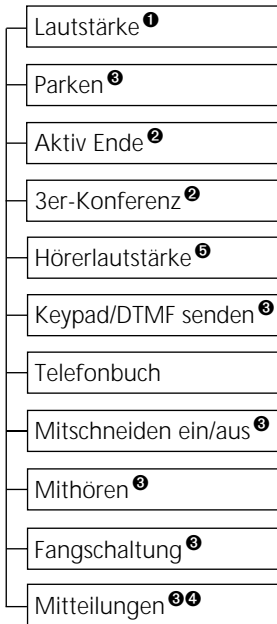 Lautstärke ❶
Parken ❸
Aktiv Ende ❷
3er-Konferenz ❷
Hörerlautstärke ❺
Keypad/DTMF senden ❸
Telefonbuch
Mitschneiden ein/aus ❸
Mithören ❸
Fangschaltung ❸
Mitteilungen ❸❹